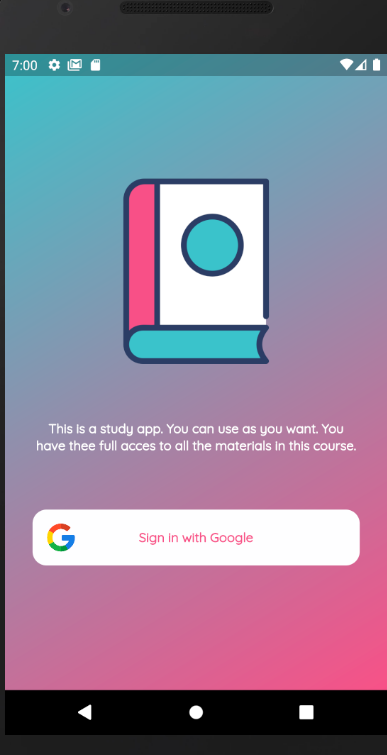 7:00
This is a study app. You can use as you want. You
have thee full acces to all the materials in this course.
Sign in with Google